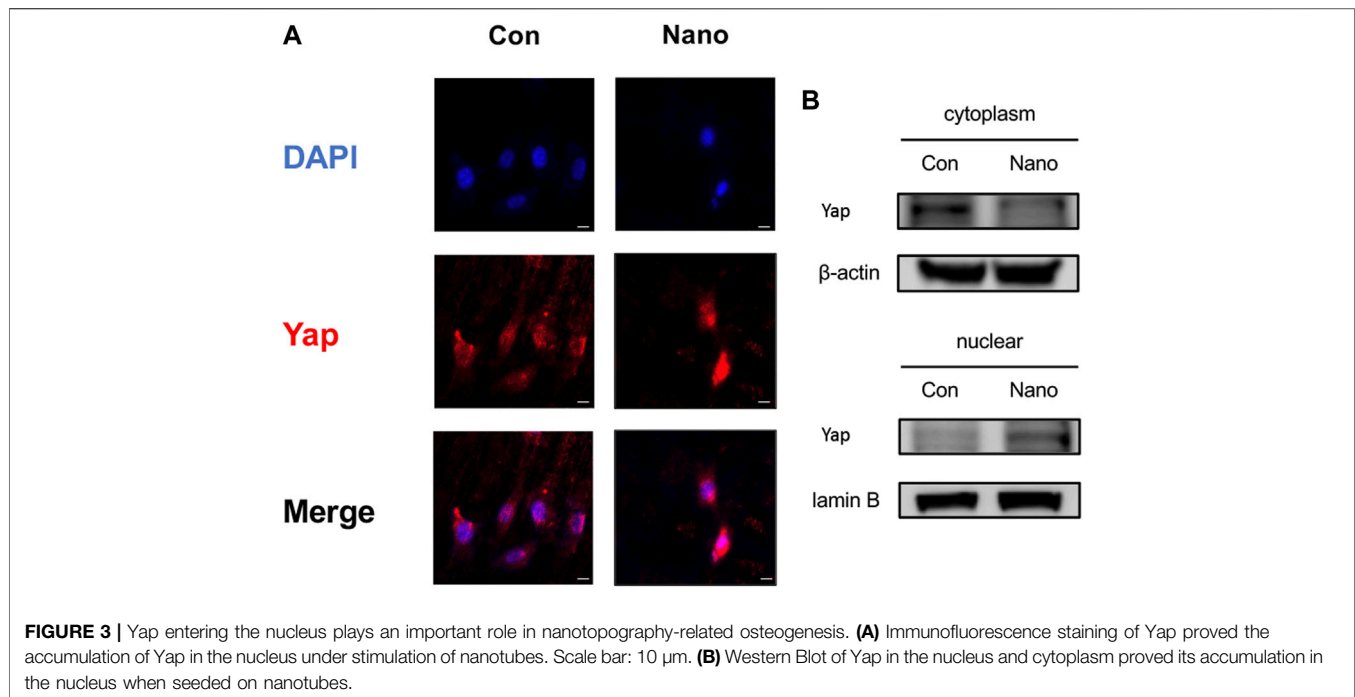 A
Con
Nano
DAPI
Yap
Merge
B
cytoplasm
Con
Nano
Yap
β-actin
nuclear
Con
Nano
Yap
lamin B
FIGURE 3 | Yap entering the nucleus plays an important role in nanotopography-related osteogenesis. (A) Immunofluorescence staining of Yap proved the
accumulation of Yap in the nucleus under stimulation of nanotubes. Scale bar: 10 μm. (B) Western Blot of Yap in the nucleus and cytoplasm proved its accumulation in
the nucleus when seeded on nanotubes.